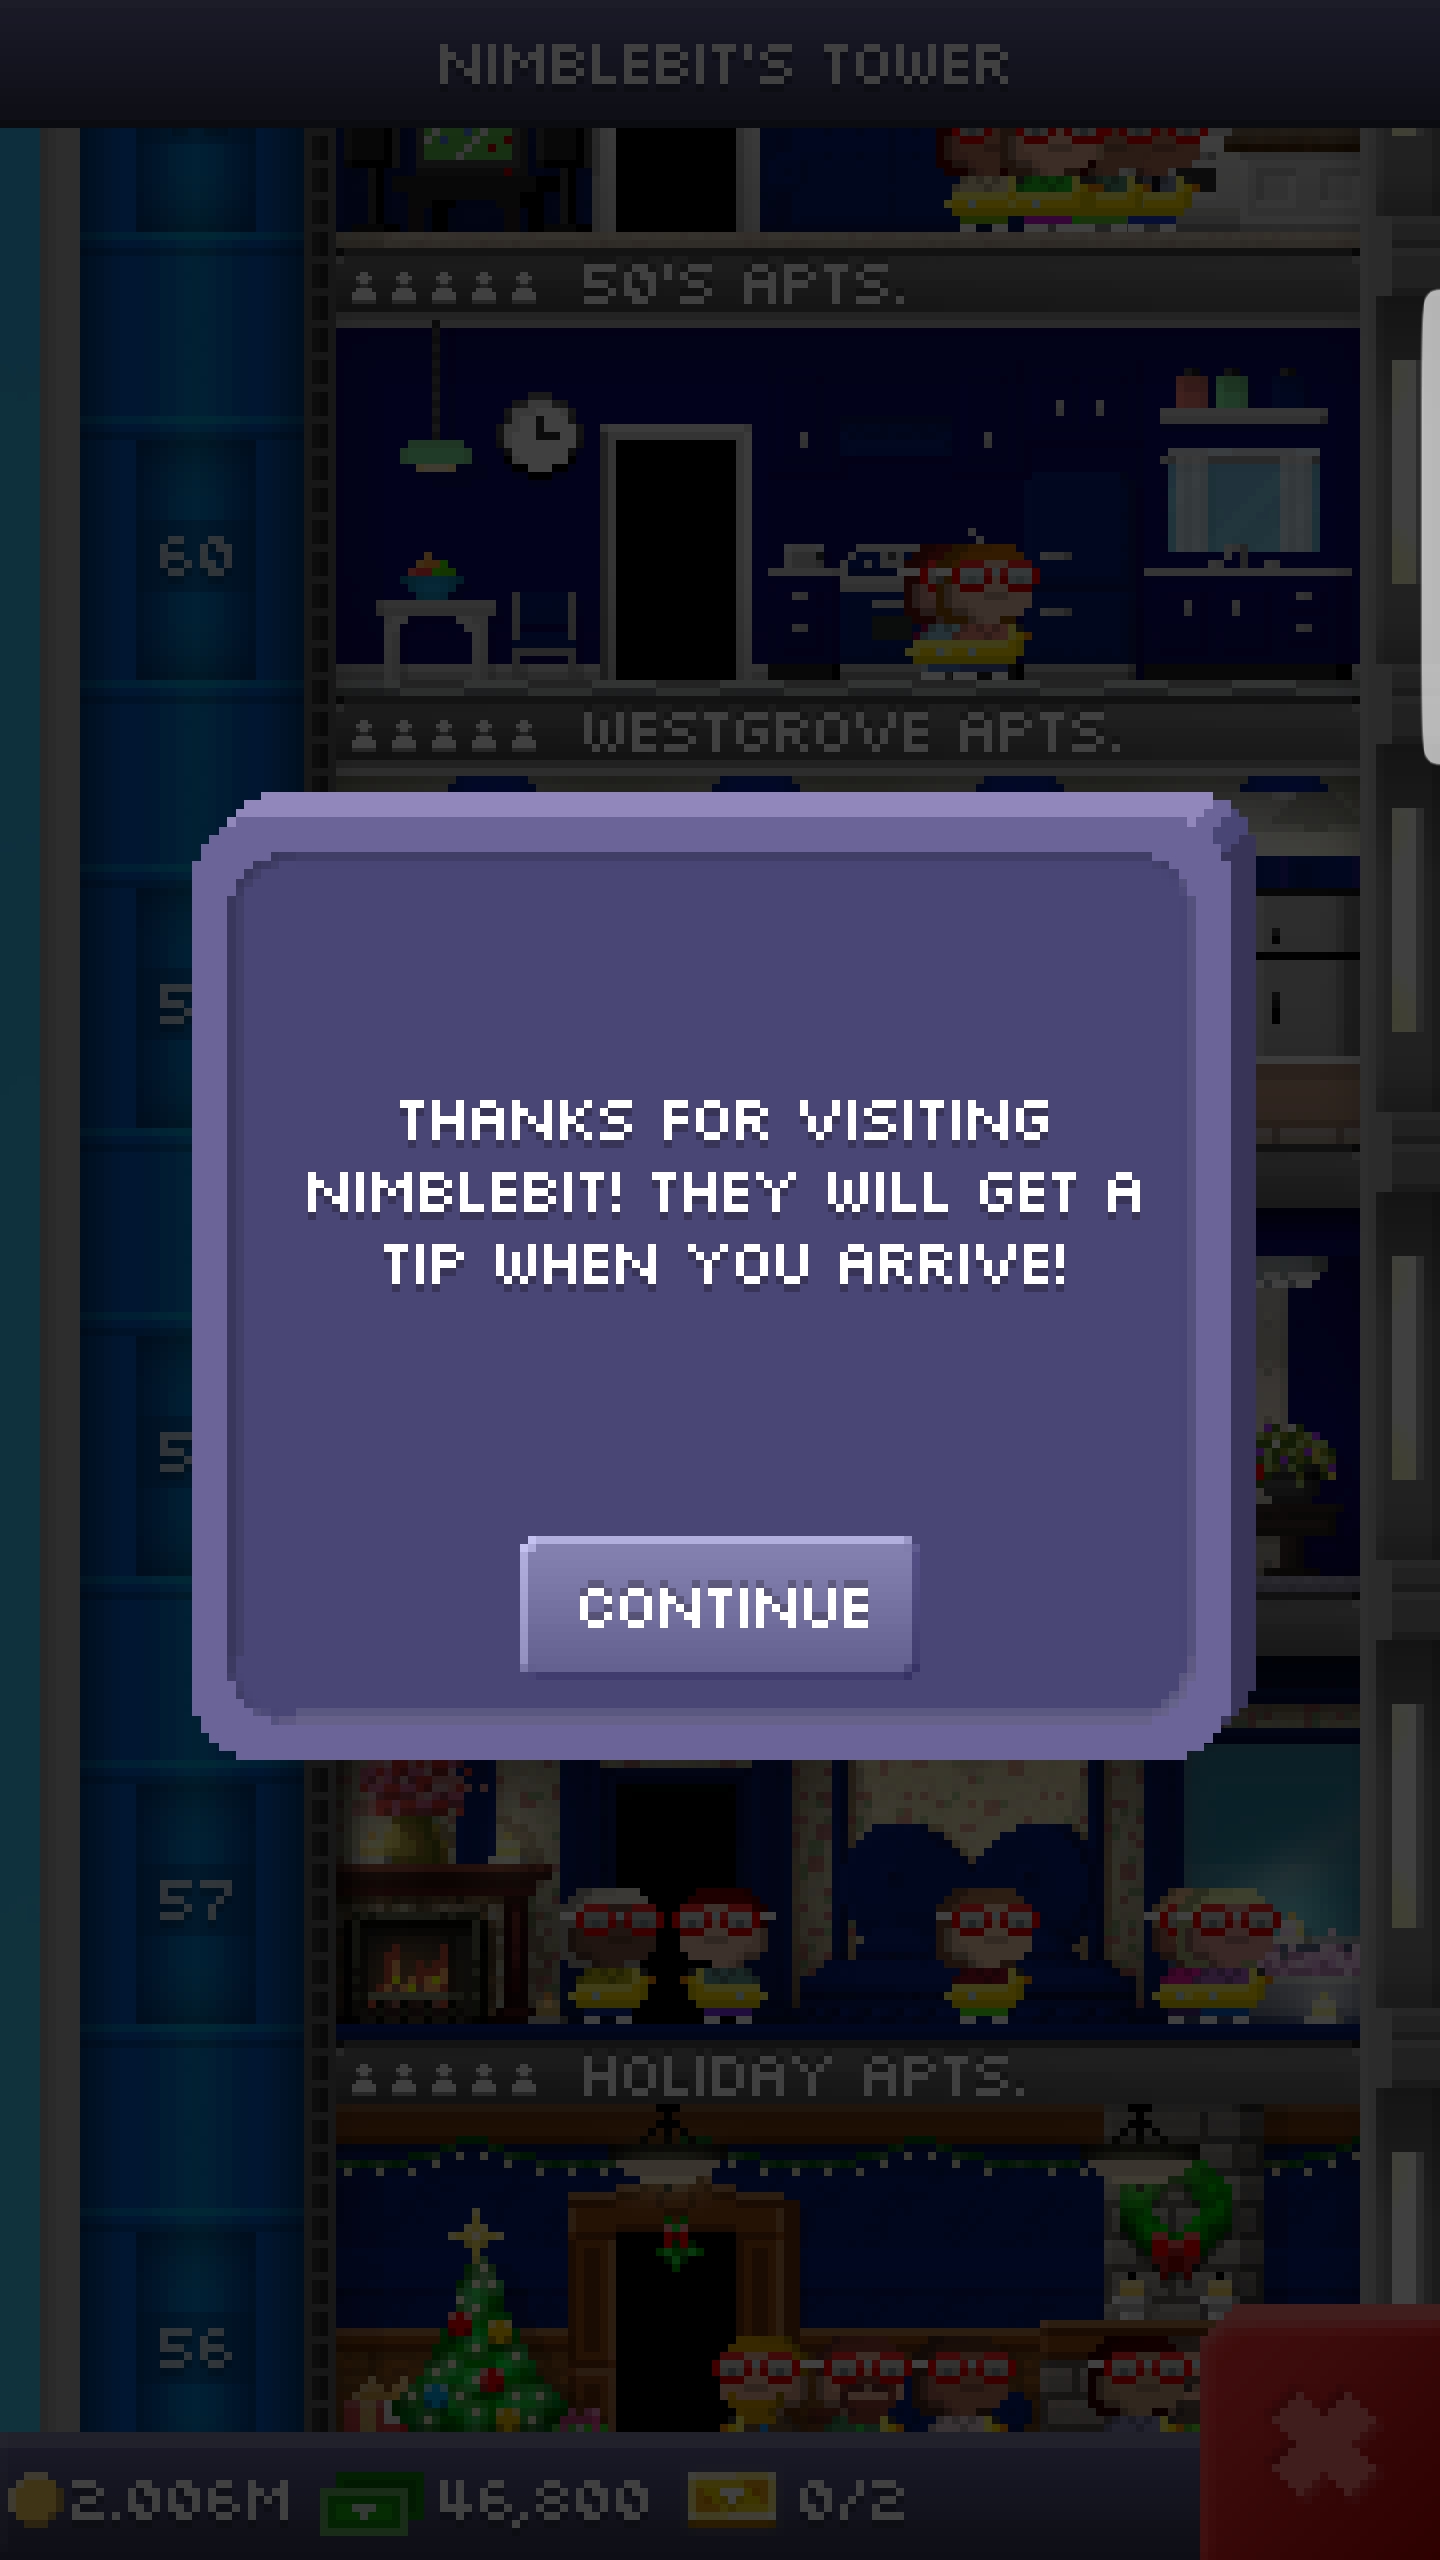 NIMBLEBIT'S TOWER
50'S APTS.
60
WESTGROVE APTS.
THANKS FOR VISITING
NIMBLEBIT! THEY WILL GET A
TIP WHEN YOU ARRIVE!
CONTINUE
57
HOLIDAY APTS.
56
2.006M 46,800 0/2